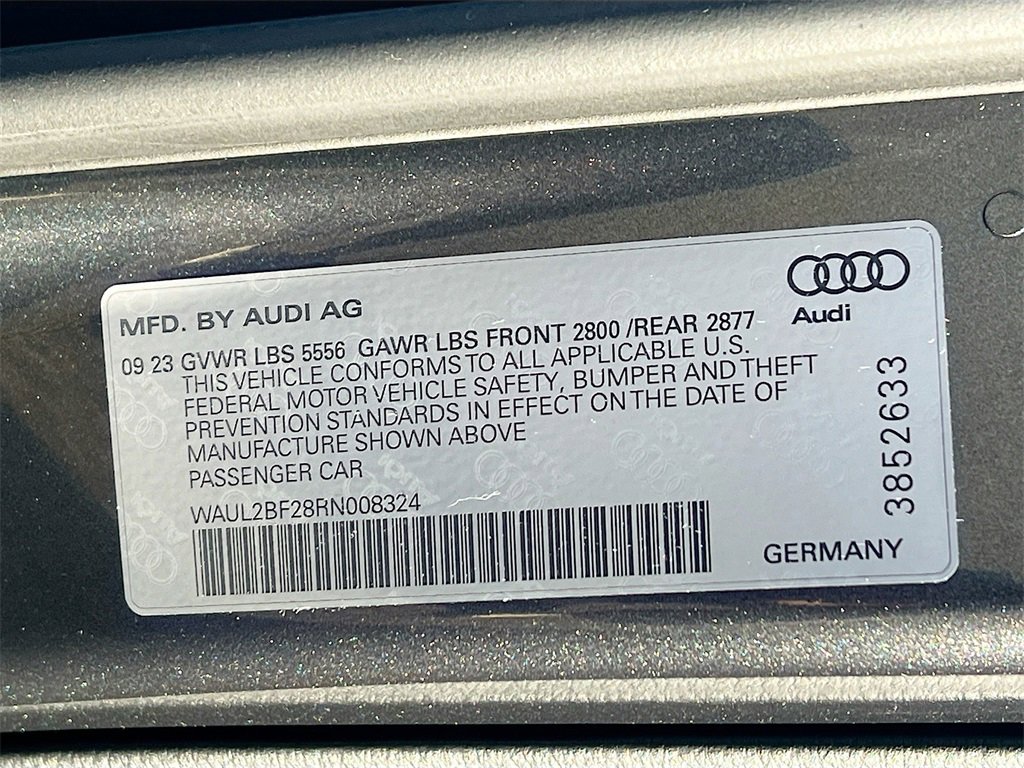 MFD. BY AUDI AG
Audi
09 23 GVWR LBS 5556 GAWR LBS FRONT 2800 /REAR 2877
THIS VEHICLE CONFORMS TO ALL APPLICABLE U.S.
FEDERAL MOTOR VEHICLE SAFETY, BUMPER AND THEFT
PREVENTION STANDARDS IN EFFECT ON THE DATE OF
MANUFACTURE SHOWN ABOVE
PASSENGER CAR
WAUL2BF28RN008324
3852633
GERMANY